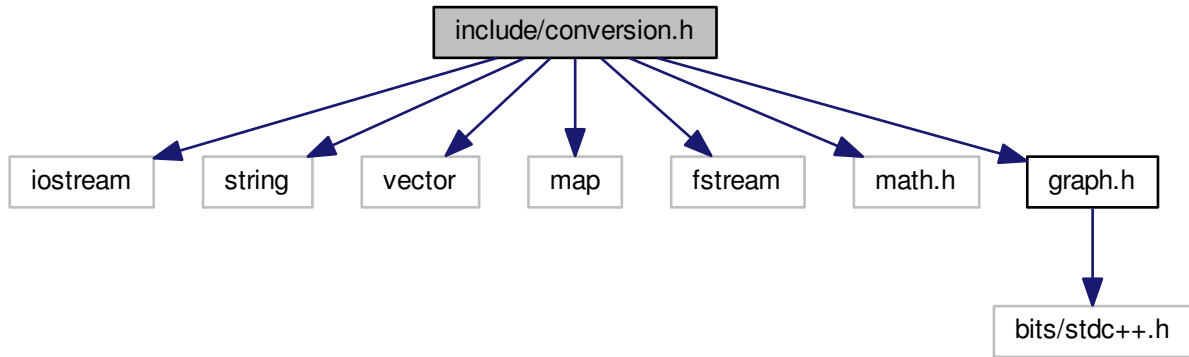 include/conversion.h
iostream
string
vector
map
fstream
math.h
graph.h
bits/stdc++.h